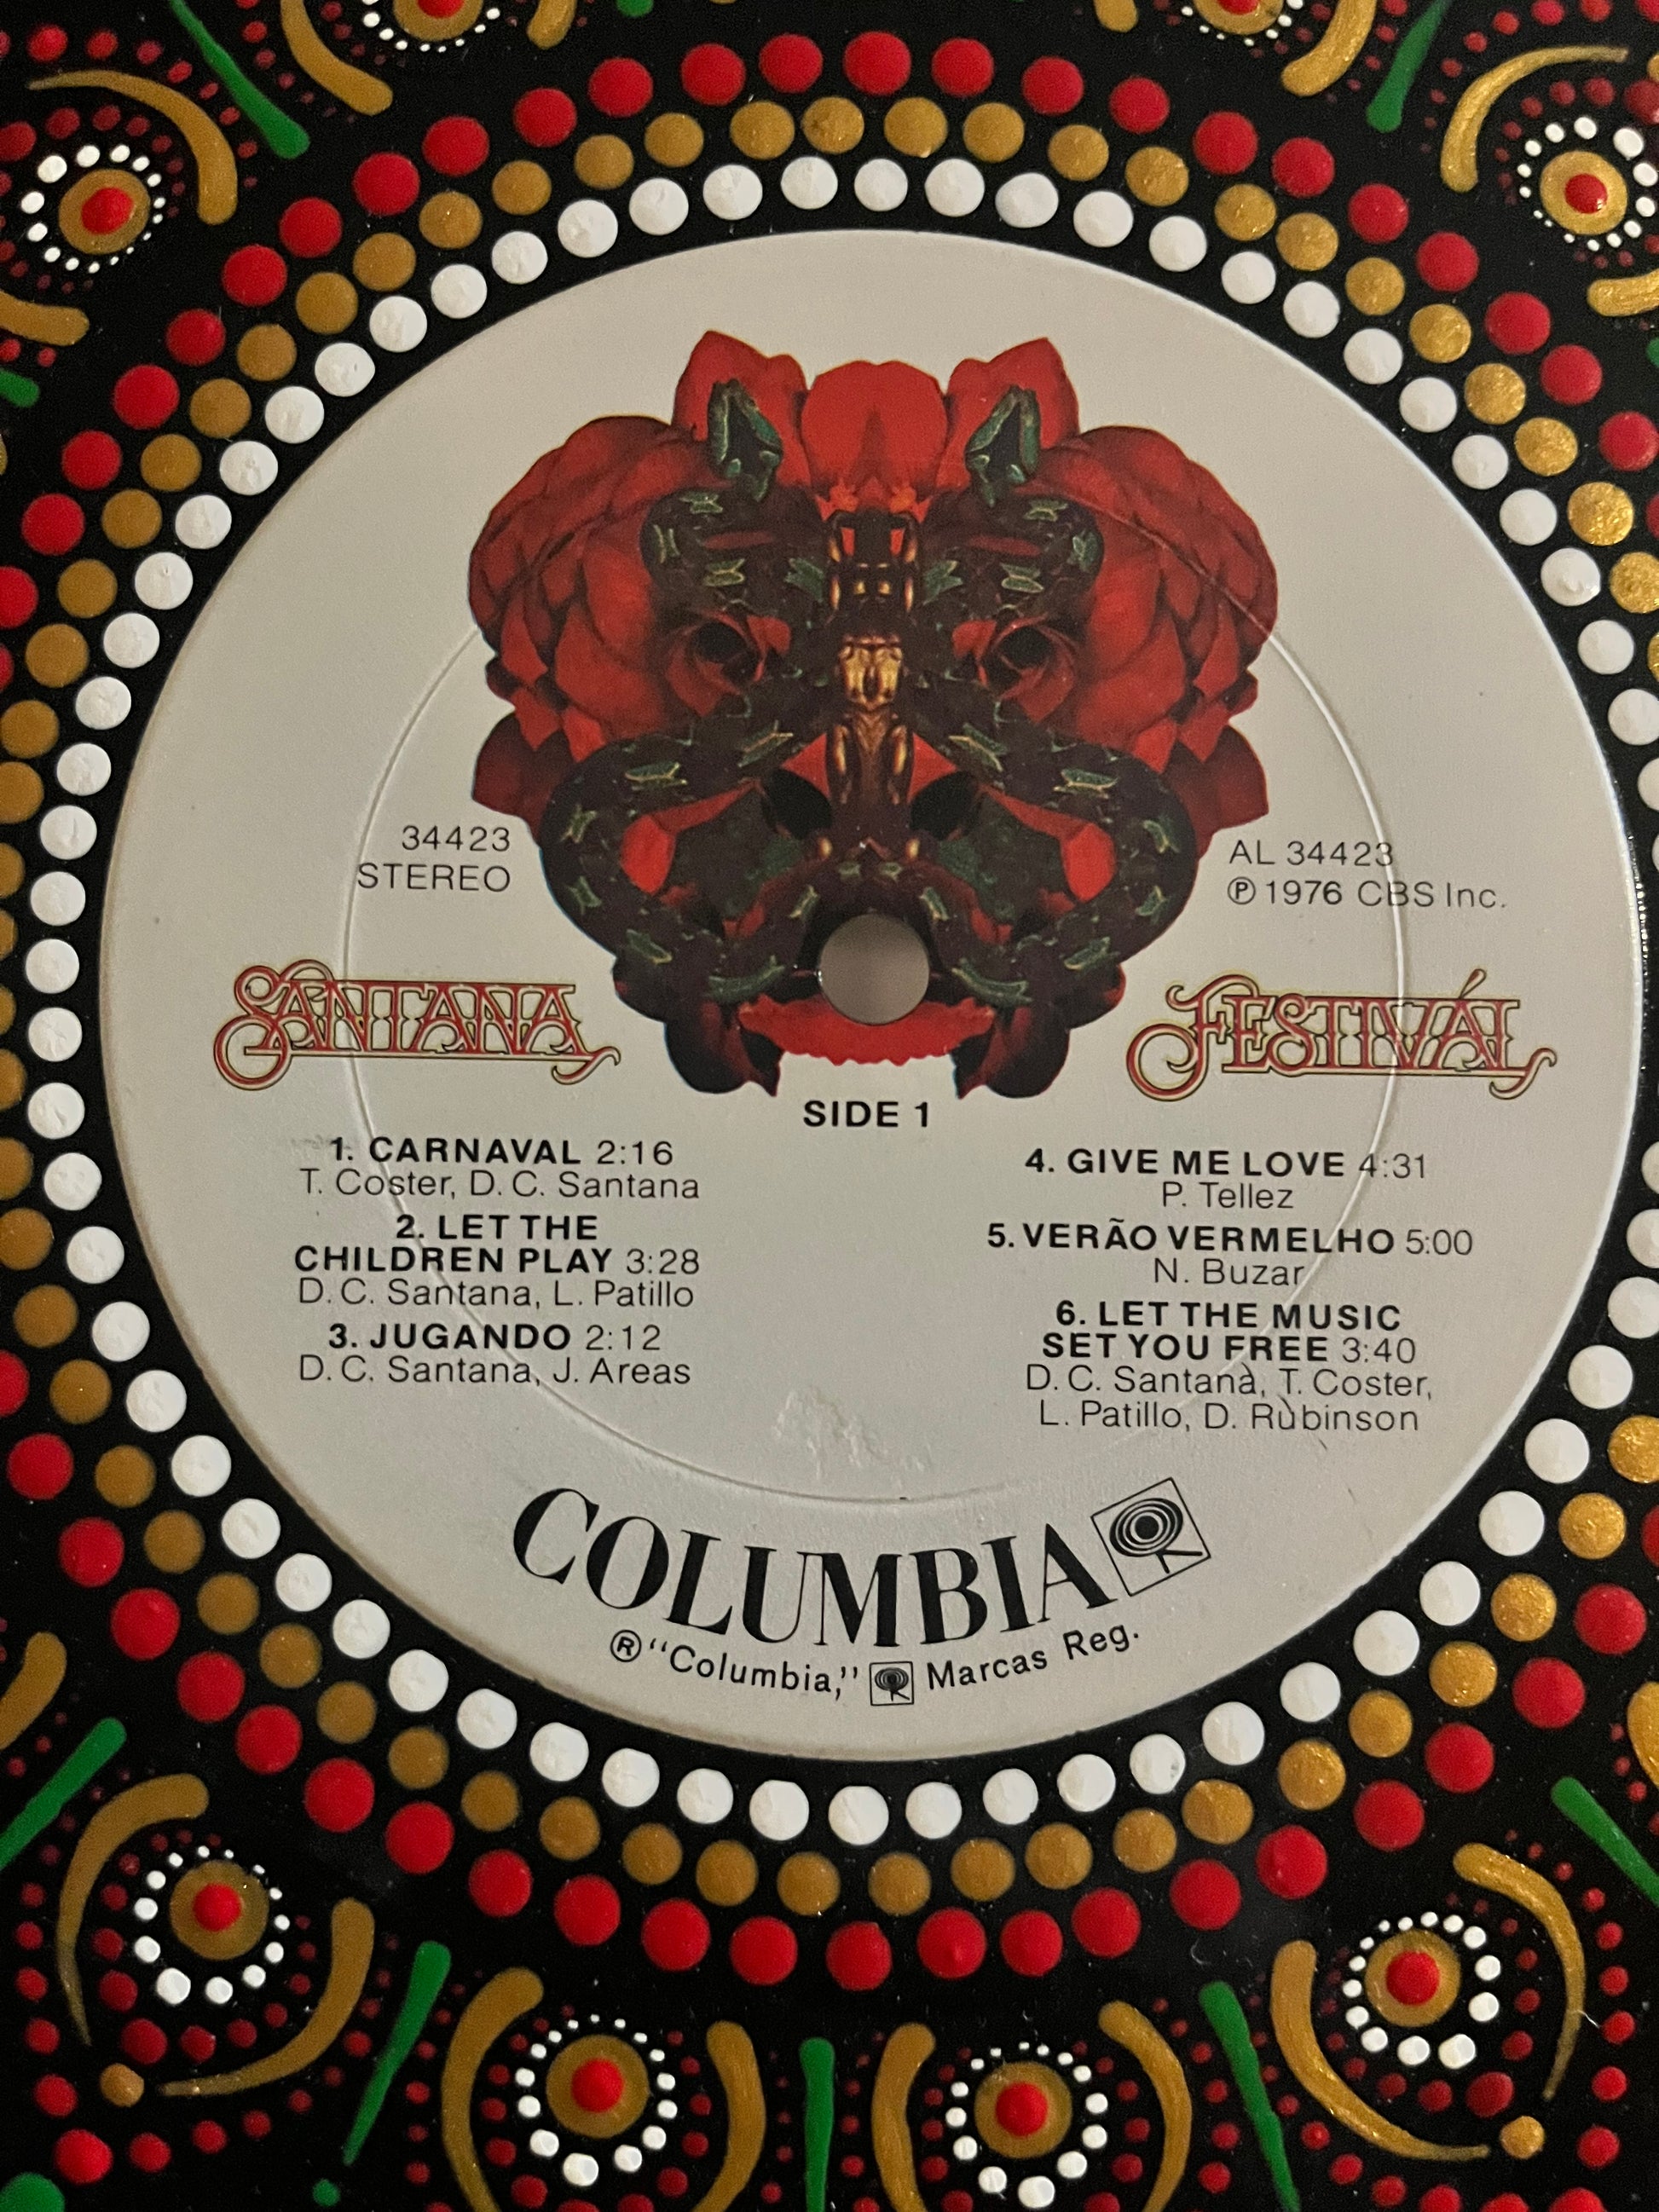 34423
STEREO
AL 34423
Ⓟ 1976 CBS Inc.
SANTANA
FESTIVÁL
SIDE 1
1. CARNAVAL 2:16
T. Coster, D. C. Santana
2. LET THE
CHILDREN PLAY 3:28
D. C. Santana, L. Patillo
3. JUGANDO 2:12
D. C. Santana, J. Areas
4. GIVE ME LOVE 4:31
P. Tellez
5. VERÃO VERMELHO 5:00
N. Buzar
6. LET THE MUSIC
SET YOU FREE 3:40
D. C. Santana, T. Coster,
L. Patillo, D. Rubinson
COLUMBIA
® "Columbia," Marcas Reg.